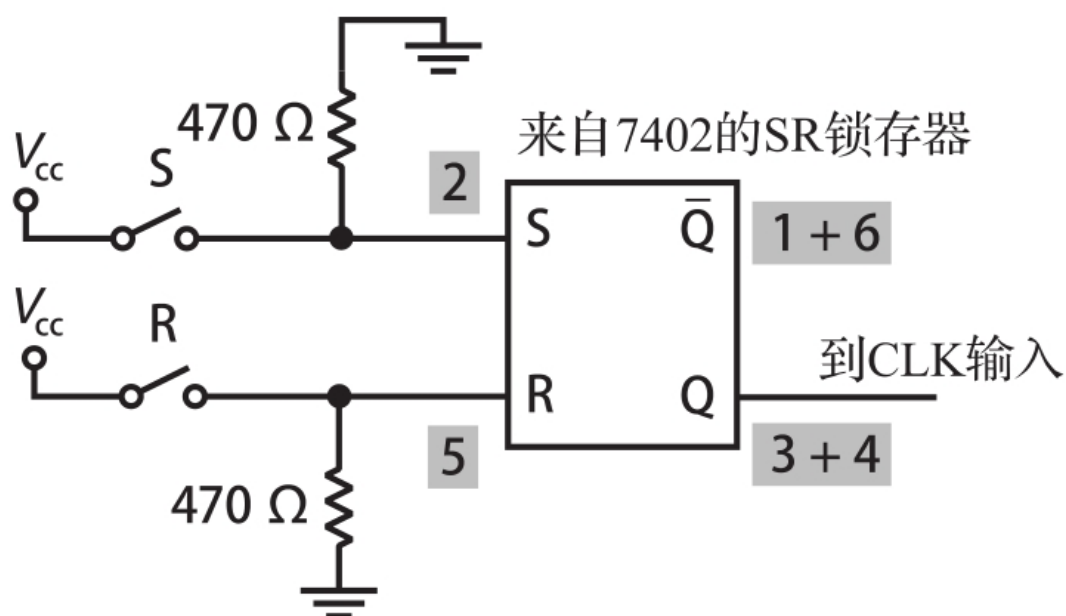 470 Ω
来自7402的SR锁存器
Vcc
S
2
S
Q̅
1 + 6
Vcc
R
到CLK输入
R
Q
5
3 + 4
470 Ω